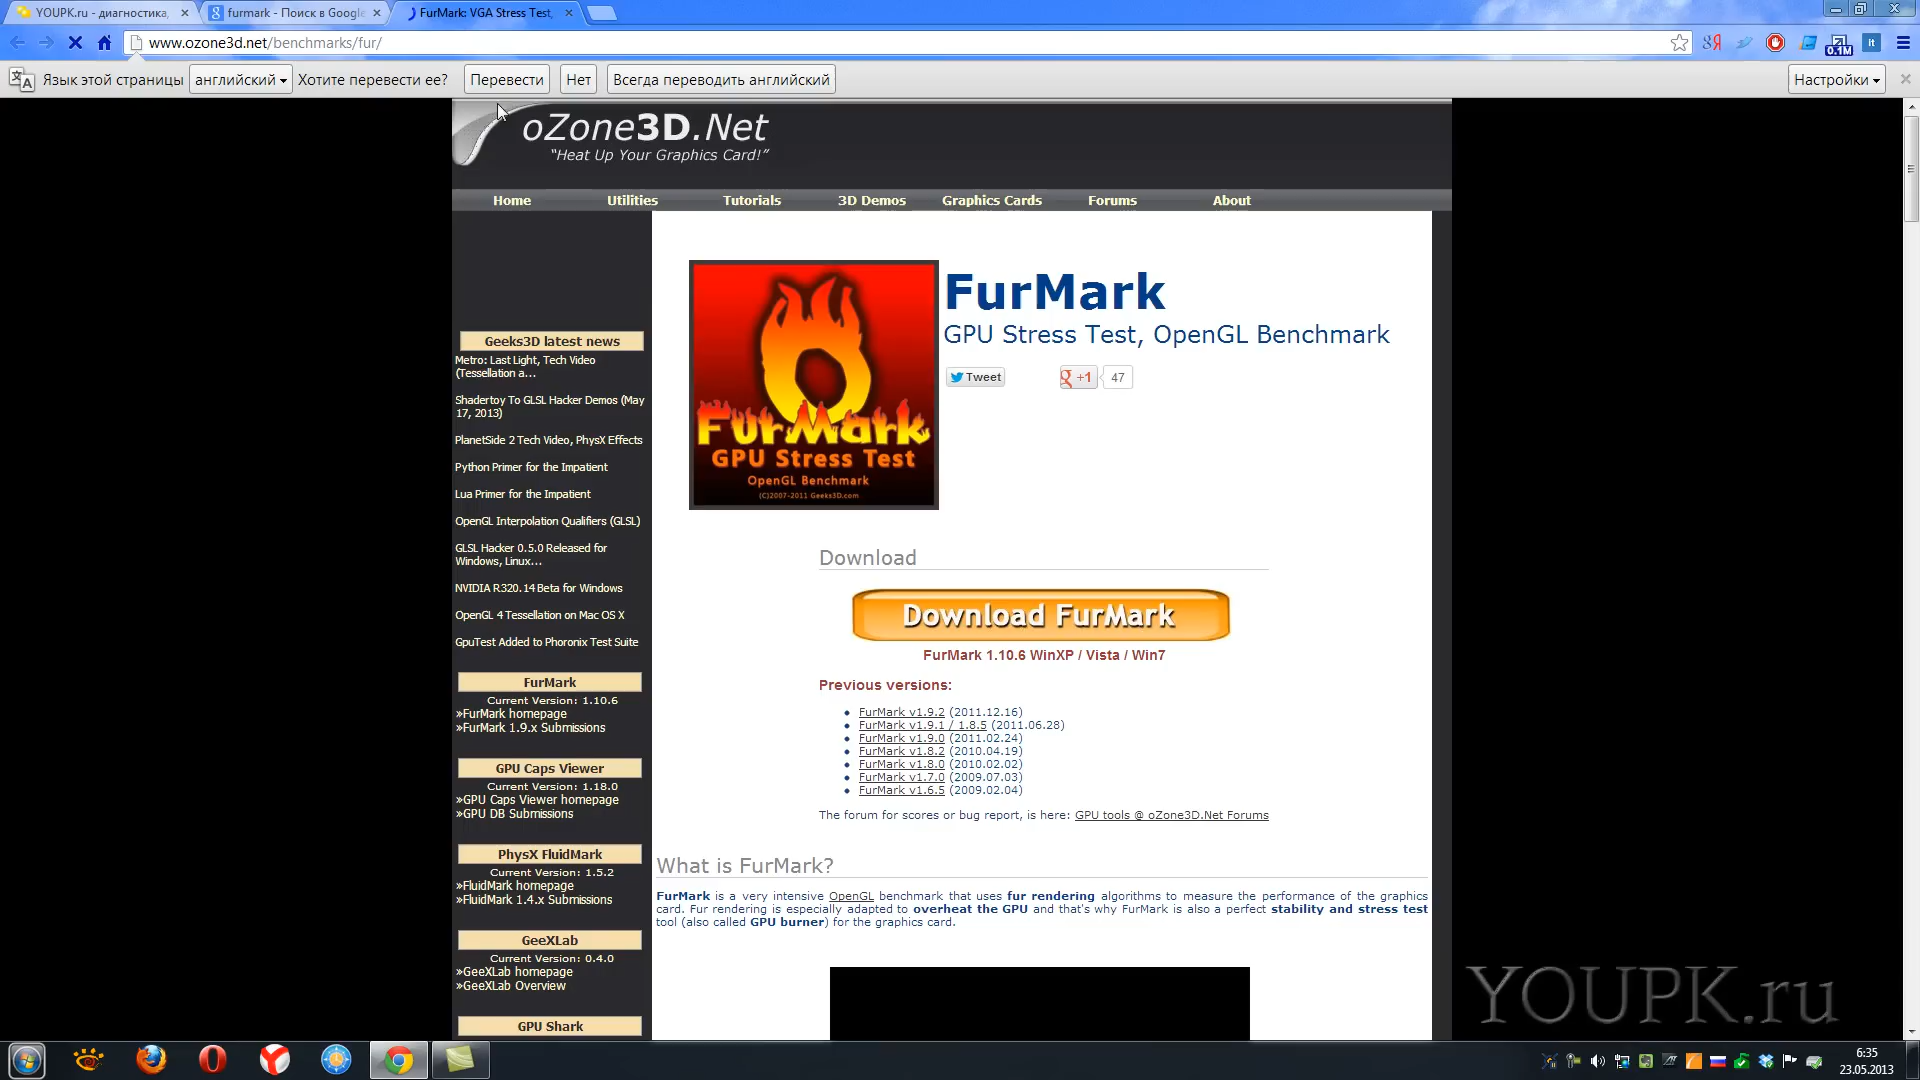 YOUPK.ru - диагностика,
furmark - Поиск в Google
FurMark: VGA Stress Test,
www.ozone3d.net/benchmarks/fur/
0.1M
Язык этой страницы английский Хотите перевести ее? Перевести Нет Всегда переводить английский Настройки
oZone3D.Net
“Heat Up Your Graphics Card!”
Home Utilities Tutorials 3D Demos Graphics Cards Forums About
Geeks3D latest news
Metro: Last Light, Tech Video
(Tessellation a...
Shadertoy To GLSL Hacker Demos (May
17, 2013)
PlanetSide 2 Tech Video, PhysX Effects
Python Primer for the Impatient
Lua Primer for the Impatient
OpenGL Interpolation Qualifiers (GLSL)
GLSL Hacker 0.5.0 Released for
Windows, Linux...
NVIDIA R320.14 Beta for Windows
OpenGL 4 Tessellation on Mac OS X
GpuTest Added to Phoronix Test Suite
FurMark
Current Version: 1.10.6
»FurMark homepage
»FurMark 1.9.x Submissions
GPU Caps Viewer
Current Version: 1.18.0
»GPU Caps Viewer homepage
»GPU DB Submissions
PhysX FluidMark
Current Version: 1.5.2
»FluidMark homepage
»FluidMark 1.4.x Submissions
GeeXLab
Current Version: 0.4.0
»GeeXLab homepage
»GeeXLab Overview
GPU Shark
FurMark
GPU Stress Test
OpenGL Benchmark
(C)2007-2011 Geeks3D.com
FurMark
GPU Stress Test, OpenGL Benchmark
Tweet +1 47
Download
Download FurMark
FurMark 1.10.6 WinXP / Vista / Win7
Previous versions:
FurMark v1.9.2 (2011.12.16)
FurMark v1.9.1 / 1.8.5 (2011.06.28)
FurMark v1.9.0 (2011.02.24)
FurMark v1.8.2 (2010.04.19)
FurMark v1.8.0 (2010.02.02)
FurMark v1.7.0 (2009.07.03)
FurMark v1.6.5 (2009.02.04)
The forum for scores or bug report, is here: GPU tools @ oZone3D.Net Forums
What is FurMark?
FurMark is a very intensive OpenGL benchmark that uses fur rendering algorithms to measure the performance of the graphics
card. Fur rendering is especially adapted to overheat the GPU and that's why FurMark is also a perfect stability and stress test
tool (also called GPU burner) for the graphics card.
YOUPK.ru
6:35
23.05.2013